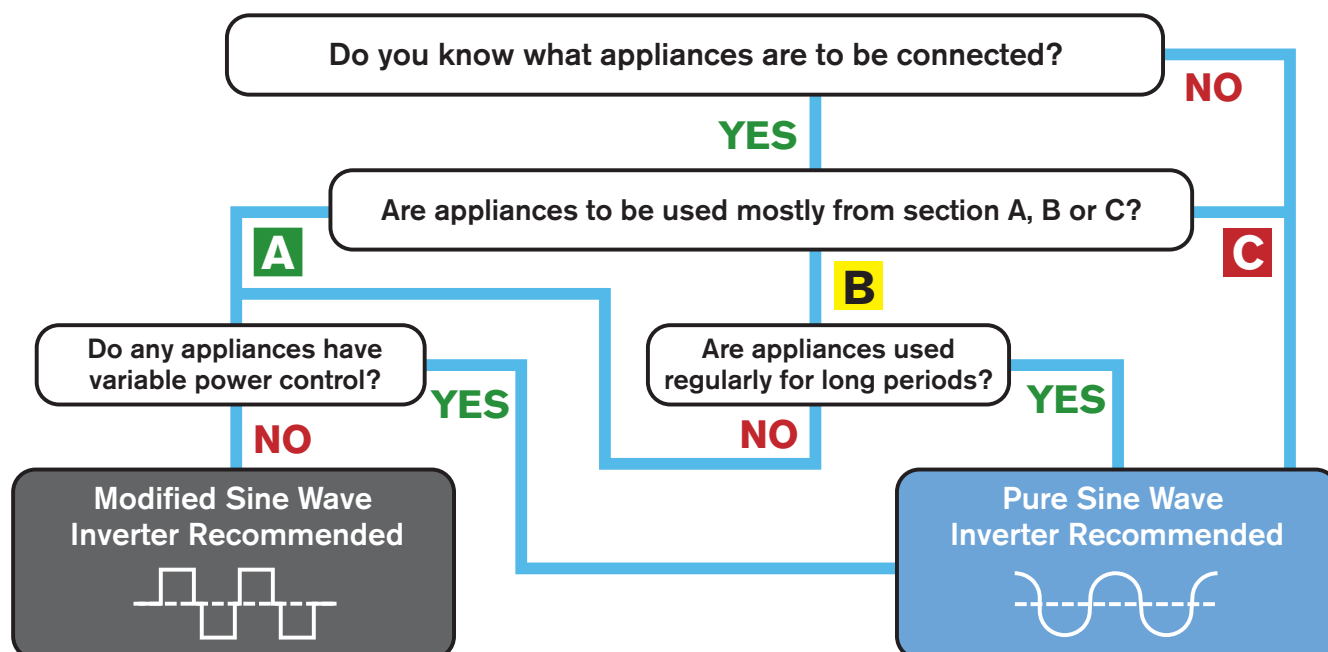 Do you know what appliances are to be connected?
NO
YES
Are appliances to be used mostly from section A, B or C?
A
B
C
Do any appliances have
variable power control?
Are appliances used
regularly for long periods?
YES
NO
NO
YES
Modified Sine Wave
Inverter Recommended
Pure Sine Wave
Inverter Recommended